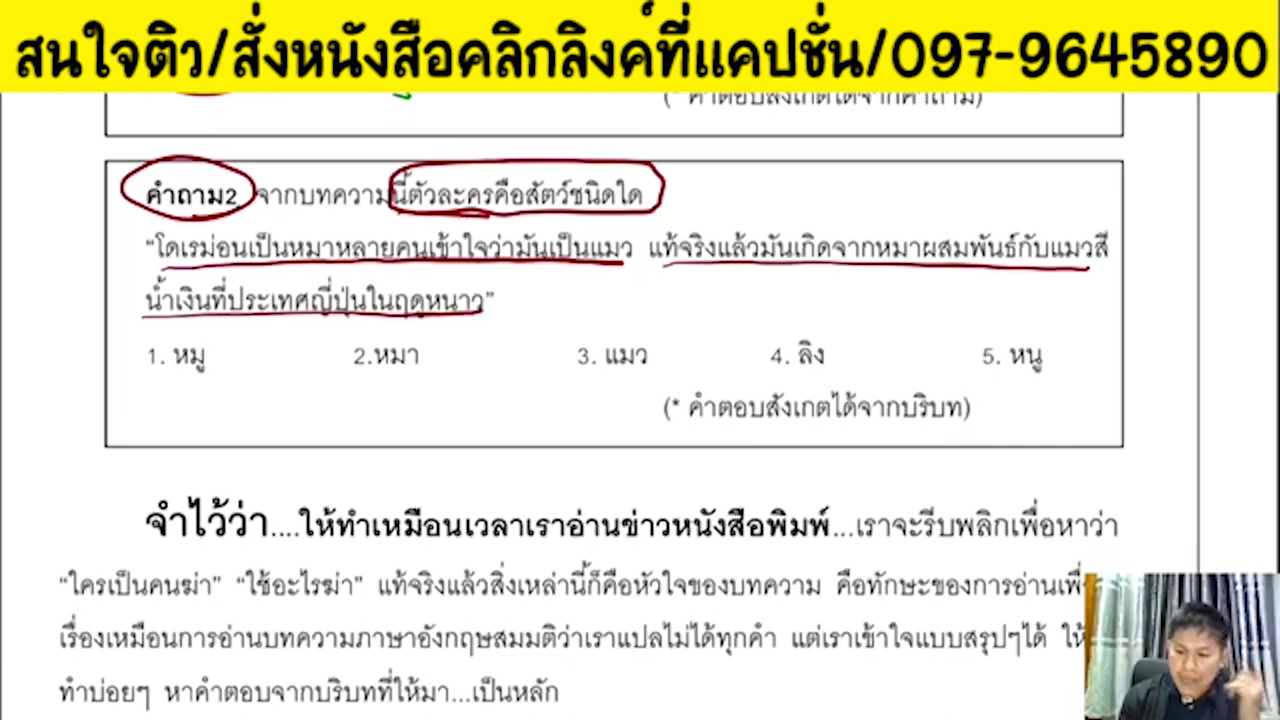 สนใจติว/สั่งหนังสือคลิกลิงค์ที่แคปชั่น/097-9645890
(* คำตอบสังเกตได้จากคำถาม)
คำถาม2 จากบทความนี้ตัวละครคือสัตว์ชนิดใด
“โดเรม่อนเป็นหมาหลายคนเข้าใจว่ามันเป็นแมว แท้จริงแล้วมันเกิดจากหมาผสมพันธ์กับแมวสี
น้ำเงินที่ประเทศญี่ปุ่นในฤดูหนาว”
1. หมู 2.หมา 3. แมว 4. ลิง 5. หนู
(* คำตอบสังเกตได้จากบริบท)
จำไว้ว่า....ให้ทำเหมือนเวลาเราอ่านข่าวหนังสือพิมพ์...เราจะรีบพลิกเพื่อหาว่า
“ใครเป็นคนฆ่า” “ใช้อะไรฆ่า” แท้จริงแล้วสิ่งเหล่านี้ก็คือหัวใจของบทความ คือทักษะของการอ่าน
เรื่องเหมือนการอ่านบทความภาษาอังกฤษสมมติว่าเราแปลไม่ได้ทุกคำ แต่เราเข้าใจแบบสรุปๆได้ ให้
ทำบ่อยๆ หาคำตอบจากบริบทที่ให้มา...เป็นหลัก